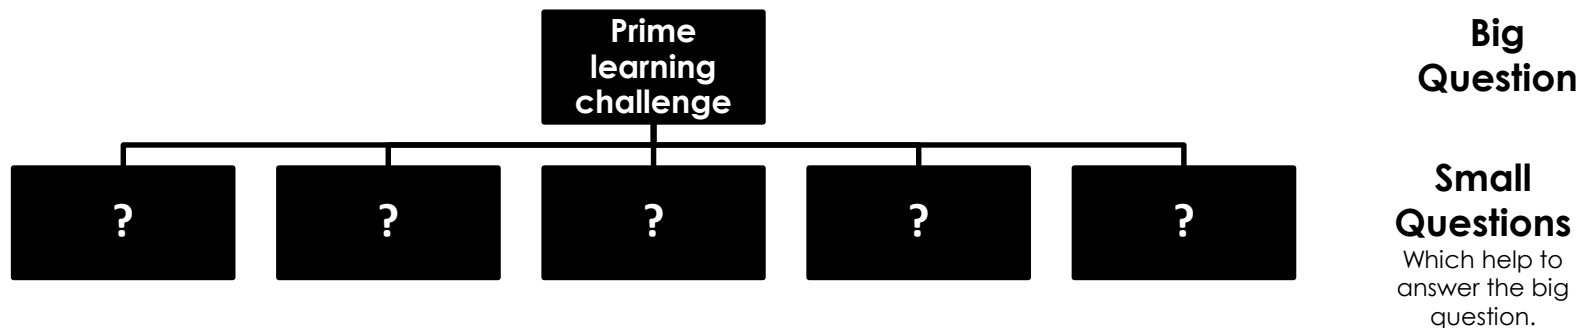 Prime
learning
challenge
Big
Question
? ? ? ? ?
Small
Questions
Which help to
answer the big
question.